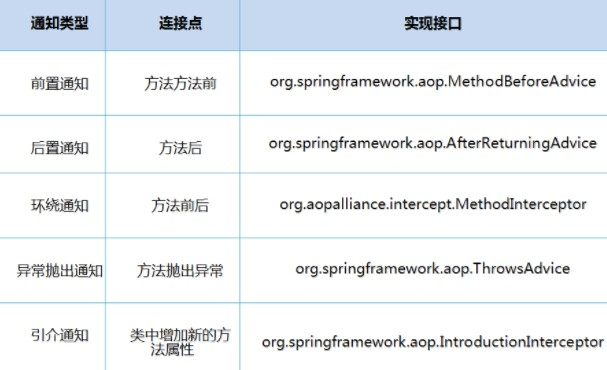 通知类型 连接点 实现接口
前置通知 方法方法前 org.springframework.aop.MethodBeforeAdvice
后置通知 方法后 org.springframework.aop.AfterReturningAdvice
环绕通知 方法前后 org.aopalliance.intercept.MethodInterceptor
异常抛出通知 方法抛出异常 org.springframework.aop.ThrowsAdvice
引介通知 类中增加新的方
法属性 org.springframework.aop.IntroductionInterceptor